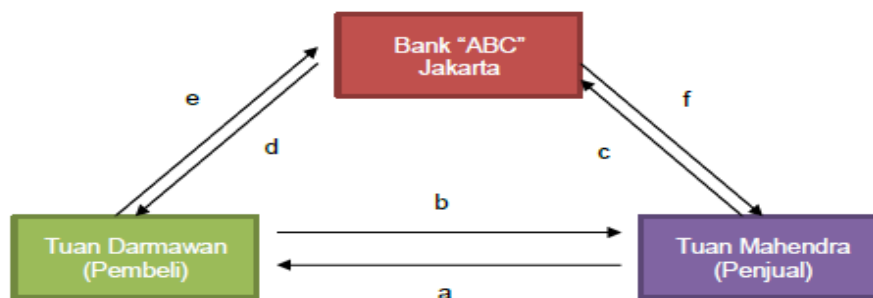 Bank “ABC”
Jakarta
e
f
d
c
b
Tuan Darmawan
(Pembeli)
Tuan Mahendra
(Penjual)
a